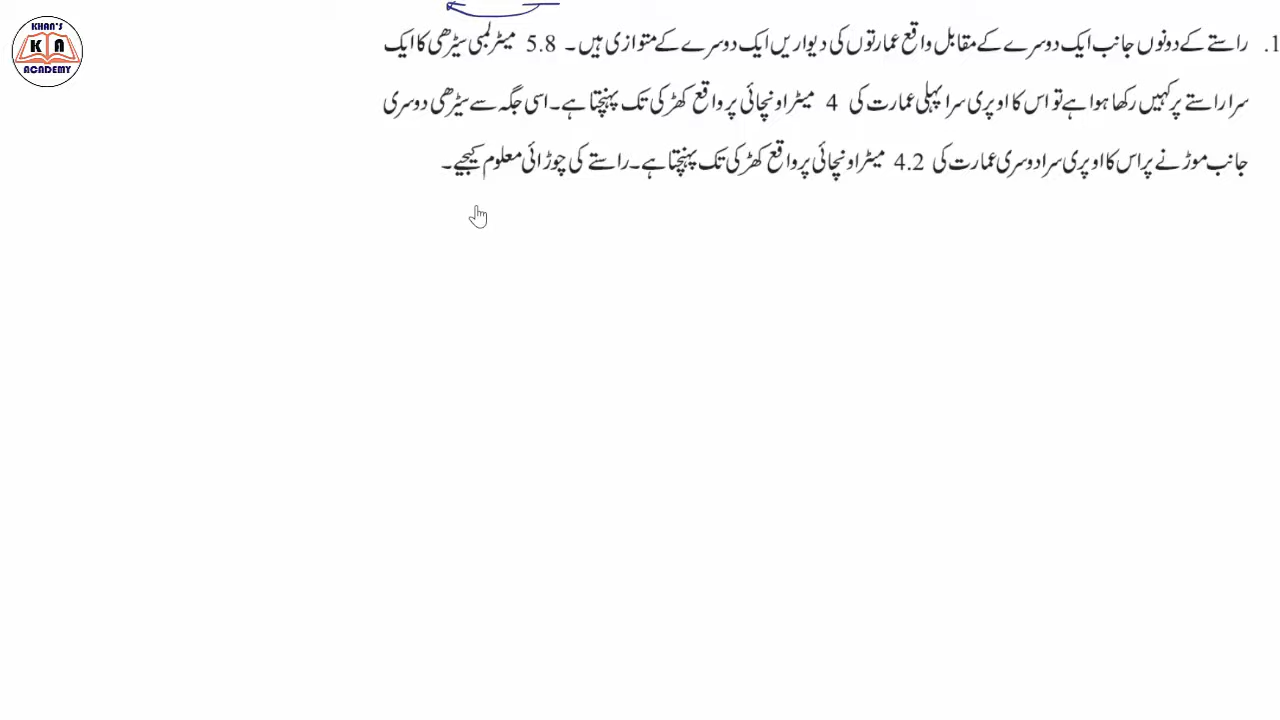 KHAN'S
K A
ACADEMY
1. راستے کے دونوں جانب ایک دوسرے کے مقابل واقع عمارتوں کی دیواریں ایک دوسرے کے متوازی ہیں۔ 5.8 میٹر لمبی سیڑھی کا ایک
سرا راستے پر کہیں رکھا ہوا ہے تو اس کا اوپری سرا پہلی عمارت کی 4 میٹر اونچائی پر واقع کھڑکی تک پہنچتا ہے۔ اسی جگہ سے سیڑھی دوسری
جانب موڑنے پر اس کا اوپری سرا دوسری عمارت کی 4.2 میٹر اونچائی پر واقع کھڑکی تک پہنچتا ہے۔ راستے کی چوڑائی معلوم کیجیے۔